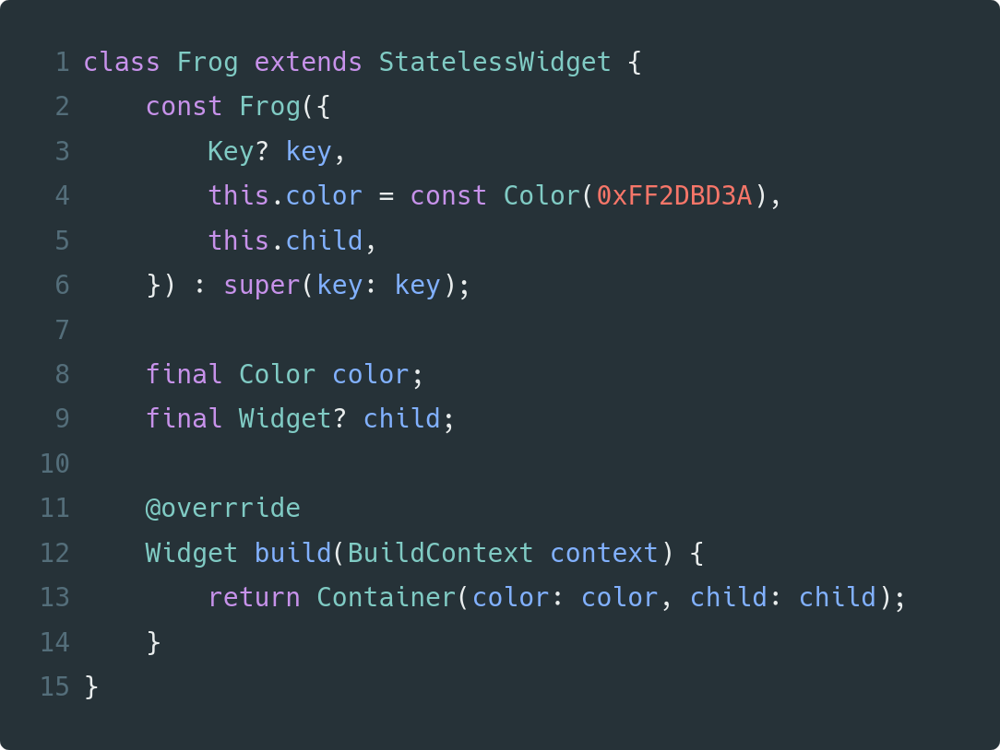 1 class Frog extends StatelessWidget {
2     const Frog({
3         Key? key,
4         this.color = const Color(0xFF2DBD3A),
5         this.child,
6     }) : super(key: key);
7
8     final Color color;
9     final Widget? child;
10
11     @overrride
12     Widget build(BuildContext context) {
13         return Container(color: color, child: child);
14     }
15 }